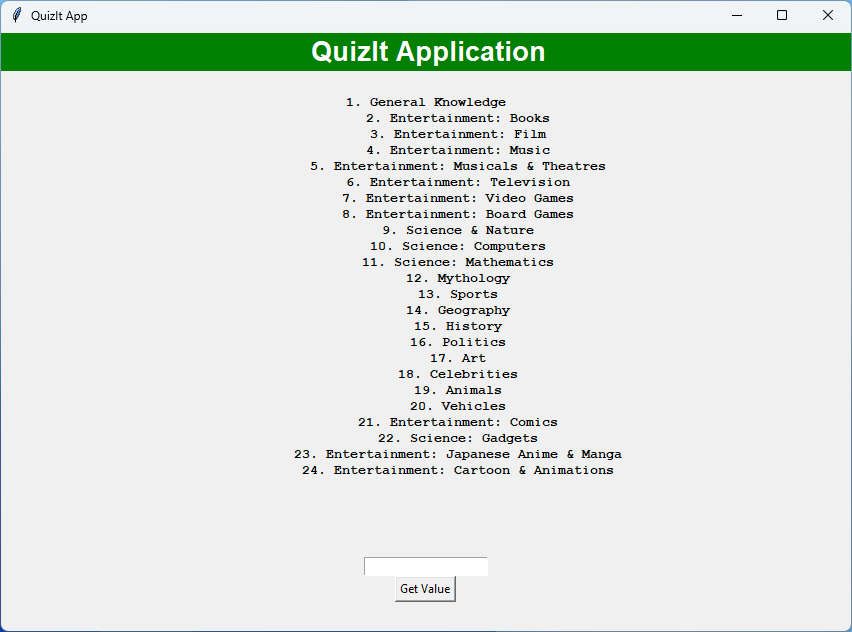 QuizIt App
QuizIt Application
1. General Knowledge
2. Entertainment: Books
3. Entertainment: Film
4. Entertainment: Music
5. Entertainment: Musicals & Theatres
6. Entertainment: Television
7. Entertainment: Video Games
8. Entertainment: Board Games
9. Science & Nature
10. Science: Computers
11. Science: Mathematics
12. Mythology
13. Sports
14. Geography
15. History
16. Politics
17. Art
18. Celebrities
19. Animals
20. Vehicles
21. Entertainment: Comics
22. Science: Gadgets
23. Entertainment: Japanese Anime & Manga
24. Entertainment: Cartoon & Animations
Get Value